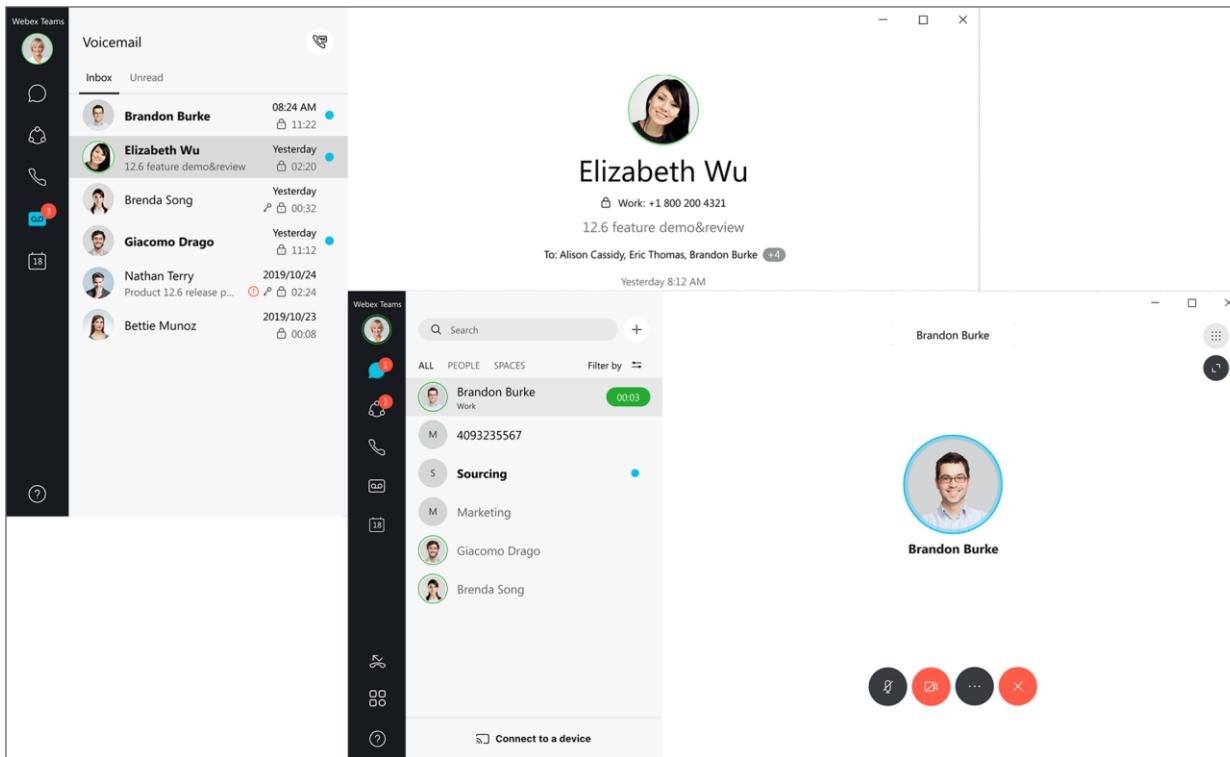 Webex Teams
Voicemail
Inbox Unread
Brandon Burke 08:24 AM
11:22
Elizabeth Wu Yesterday
12.6 feature demo&review 02:20
Brenda Song Yesterday
00:32
3
Giacomo Drago Yesterday
11:12
18
Nathan Terry 2019/10/24
Product 12.6 release p... 02:24
Bettie Munoz 2019/10/23
00:08
Elizabeth Wu
Work: +1 800 200 4321
12.6 feature demo&review
To: Alison Cassidy, Eric Thomas, Brandon Burke +4
Yesterday 8:12 AM
Webex Teams
Search
1
ALL PEOPLE SPACES Filter by
Brandon Burke 00:03
Work
1
M 4093235567
S Sourcing
M Marketing
18
Giacomo Drago
Brenda Song
Connect to a device
Brandon Burke
Brandon Burke